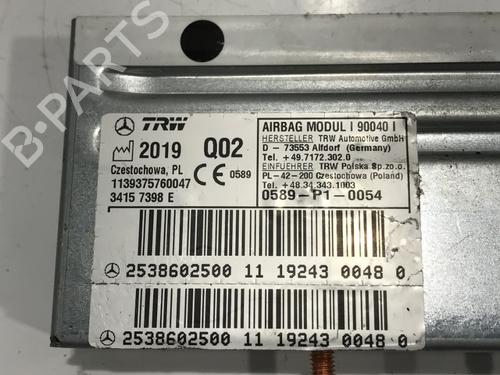 B-PARTS
TRW
AIRBAG MODUL I 90040 I
HERSTELLER TRW Automotive GmbH
D - 73553 Alfdorf (Germany)
Tel. +49.7172.302.0
EINFUEHRER TRW Polska Sp.zo.o.
PL-42-200 Czestochowa (Poland)
Tel. +48.34.343.1003
0589-P1-0054
2019 Q02
Czestochowa, PL
CE 0589
1139375760047
3415 7398 E
2538602500 11 19243 0048 0
2538602500 11 19243 0048 0